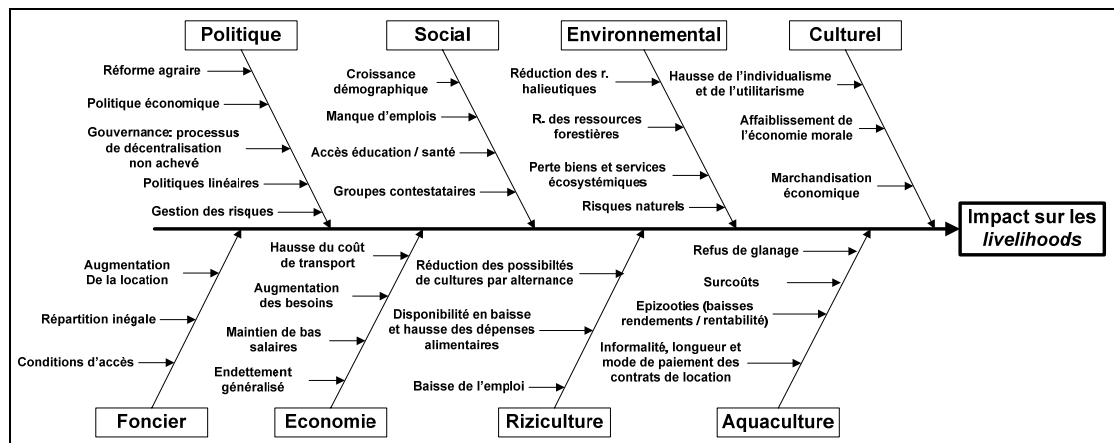 Politique
Social
Environnemental
Culturel
Réforme agraire
Politique économique
Gouvernance: processus
de décentralisation
non achevé
Politiques linéaires
Gestion des risques
Croissance
démographique
Manque d'emplois
Accès éducation / santé
Groupes contestataires
Réduction des r.
halieutiques
R. des ressources
forestières
Perte biens et services
écosystémiques
Risques naturels
Hausse de l'individualisme
et de l'utilitarisme
Affaiblissement de
l'économie morale
Marchandisation
économique
Impact sur les
livelihoods
Augmentation
De la location
Répartition inégale
Conditions d'accès
Hausse du coût
de transport
Augmentation
des besoins
Maintien de bas
salaires
Endettement
généralisé
Réduction des possibiltés
de cultures par alternance
Disponibilité en baisse
et hausse des dépenses
alimentaires
Baisse de l'emploi
Refus de glanage
Surcoûts
Epizooties (baisses
rendements / rentabilité)
Informalité, longueur et
mode de paiement des
contrats de location
Foncier
Economie
Riziculture
Aquaculture